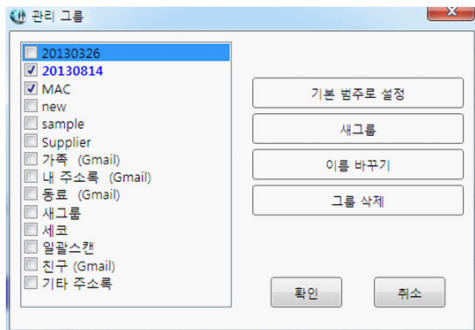 관리 그룹
20130326
20130814
MAC
new
sample
Supplier
가족 (Gmail)
내 주소록 (Gmail)
동료 (Gmail)
새그룹
세코
일괄스캔
친구 (Gmail)
기타 주소록
기본 범주로 설정
새그룹
이름 바꾸기
그룹 삭제
확인
취소